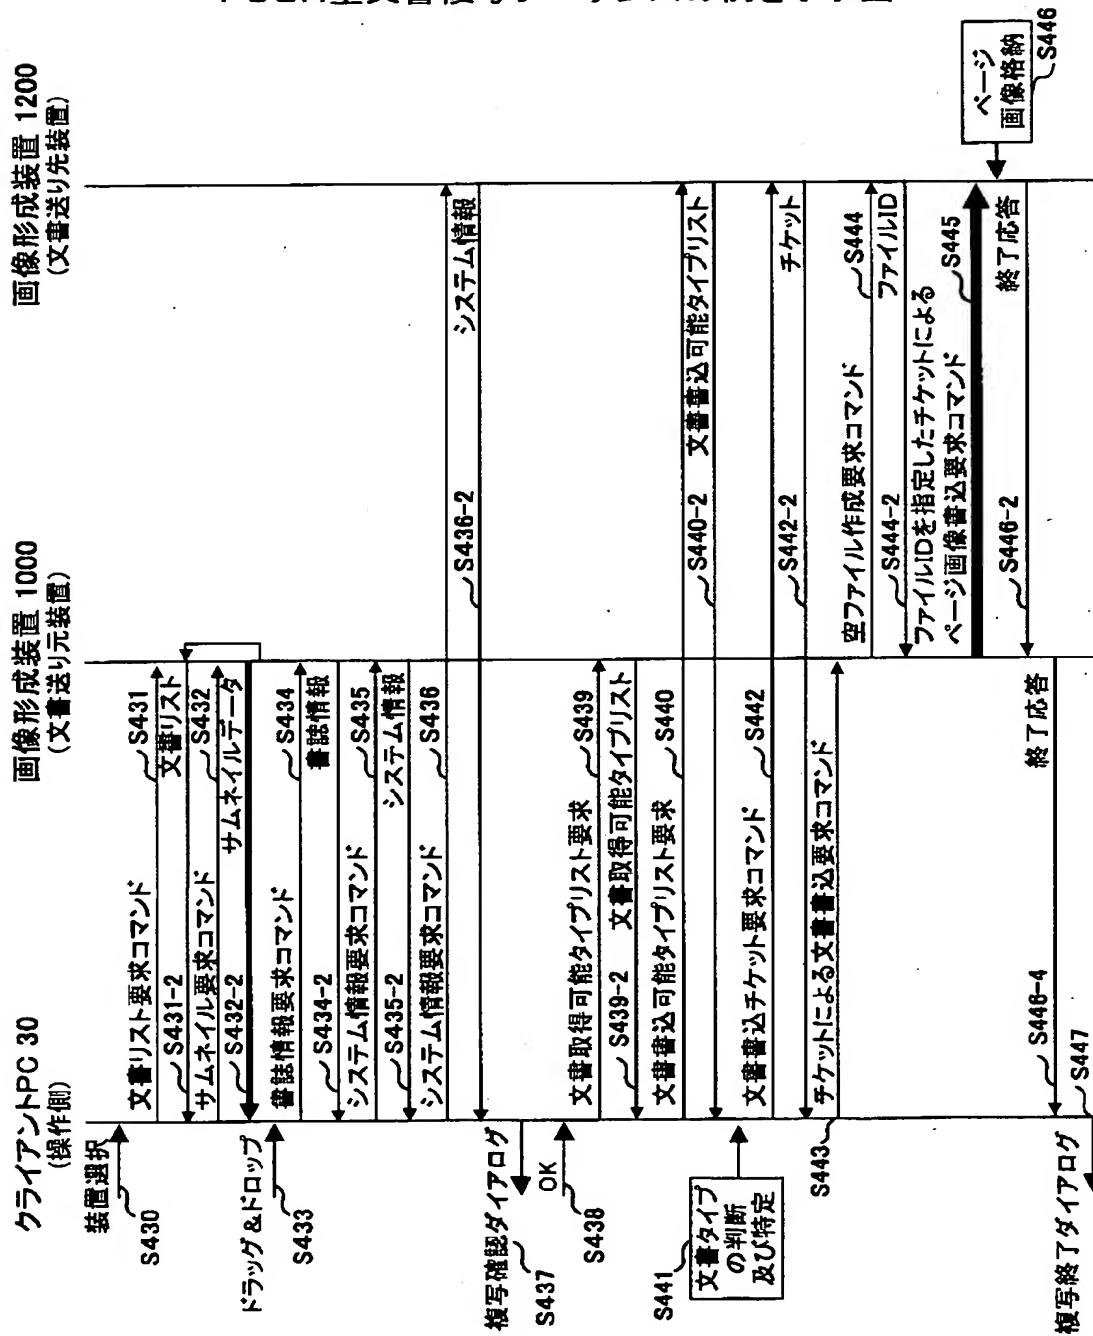 クライアントPC 30
(操作側)
画像形成装置 1000
(文書送り元装置)
画像形成装置 1200
(文書送り先装置)
装置選択
S430
文書リスト要求コマンド
S431
S431-2
文書リスト
サムネイル要求コマンド
S432
S432-2
サムネイルデータ
ドラッグ&ドロップ
S433
書誌情報要求コマンド
S434
S434-2
書誌情報
システム情報要求コマンド
S435
S435-2
システム情報
システム情報要求コマンド
S436
S436-2
システム情報
複写確認ダイアログ
S437
OK
S438
文書取得可能タイプリスト要求
S439
S439-2
文書取得可能タイプリスト
文書書込可能タイプリスト要求
S440
S440-2
文書書込可能タイプリスト
S441
文書タイプ
の判断
及び特定
文書書込チケット要求コマンド
S442
S442-2
チケット
S443
チケットによる文書書込要求コマンド
空ファイル作成要求コマンド
S444
S444-2
ファイルID
ファイルIDを指定したチケットによる
ページ画像書込要求コマンド
S445
ページ
画像格納
S446
S446-2
終了応答
S446-4
終了応答
複写終了ダイアログ
S447